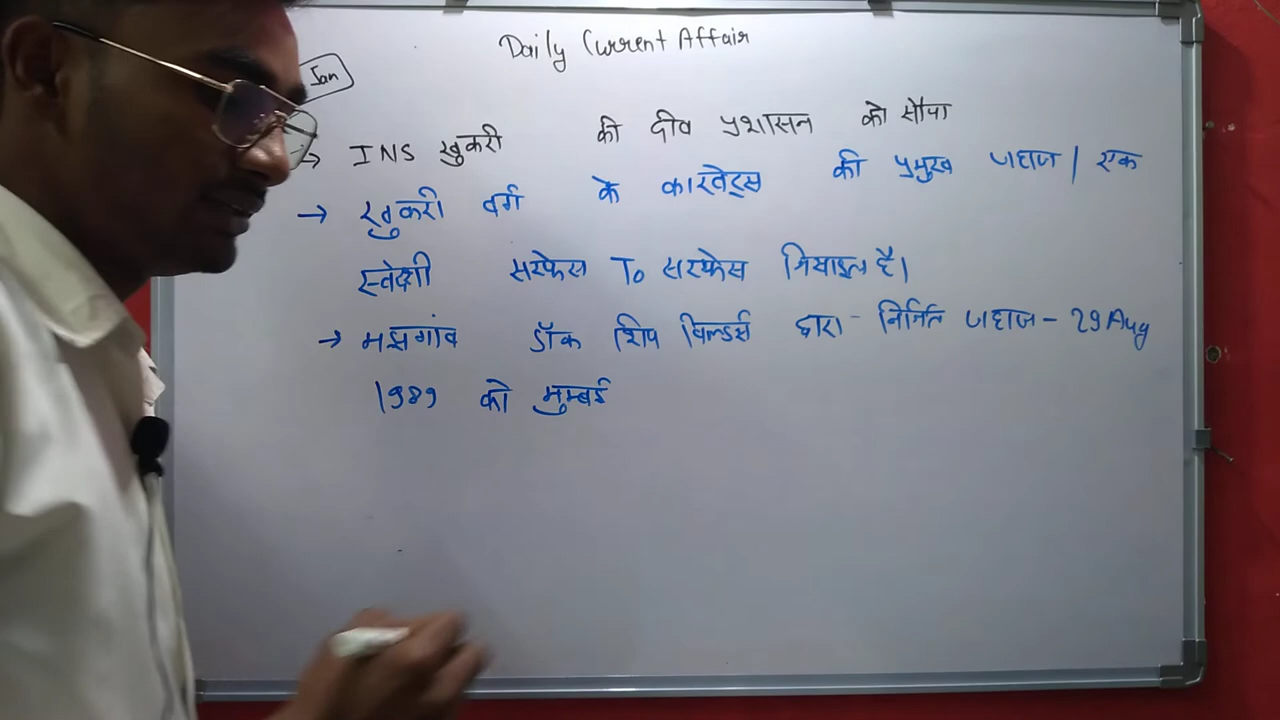 Daily Current Affair
Jan
→ INS खुकरी की दीव प्रशासन को सौपा
→ खुकरी वर्ग के कारवेट्स की प्रमुख जहाज / एक
स्वेदशी सरफेस To सरफेस मिसाइल है।
→ मझगांव डॉक शिप बिल्डर्स द्वारा - निर्मित जहाज - 29 Aug
1989 को मुम्बई